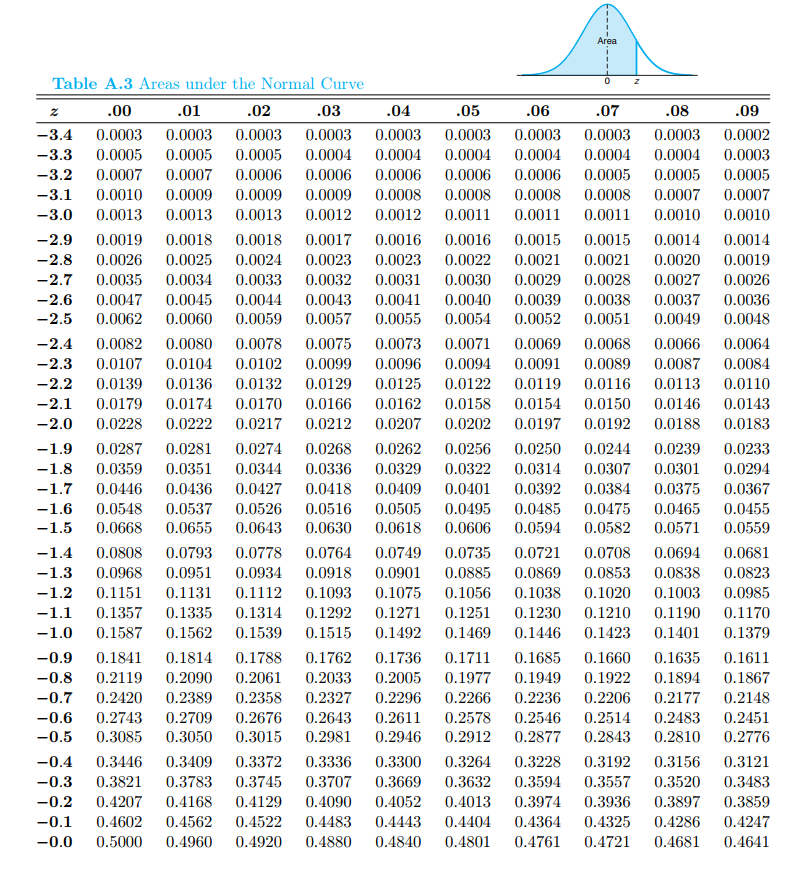 Area
0 z
Table A.3 Areas under the Normal Curve
z .00 .01 .02 .03 .04 .05 .06 .07 .08 .09
−3.4 0.0003 0.0003 0.0003 0.0003 0.0003 0.0003 0.0003 0.0003 0.0003 0.0002
−3.3 0.0005 0.0005 0.0005 0.0004 0.0004 0.0004 0.0004 0.0004 0.0004 0.0003
−3.2 0.0007 0.0007 0.0006 0.0006 0.0006 0.0006 0.0006 0.0005 0.0005 0.0005
−3.1 0.0010 0.0009 0.0009 0.0009 0.0008 0.0008 0.0008 0.0008 0.0007 0.0007
−3.0 0.0013 0.0013 0.0013 0.0012 0.0012 0.0011 0.0011 0.0011 0.0010 0.0010
−2.9 0.0019 0.0018 0.0018 0.0017 0.0016 0.0016 0.0015 0.0015 0.0014 0.0014
−2.8 0.0026 0.0025 0.0024 0.0023 0.0023 0.0022 0.0021 0.0021 0.0020 0.0019
−2.7 0.0035 0.0034 0.0033 0.0032 0.0031 0.0030 0.0029 0.0028 0.0027 0.0026
−2.6 0.0047 0.0045 0.0044 0.0043 0.0041 0.0040 0.0039 0.0038 0.0037 0.0036
−2.5 0.0062 0.0060 0.0059 0.0057 0.0055 0.0054 0.0052 0.0051 0.0049 0.0048
−2.4 0.0082 0.0080 0.0078 0.0075 0.0073 0.0071 0.0069 0.0068 0.0066 0.0064
−2.3 0.0107 0.0104 0.0102 0.0099 0.0096 0.0094 0.0091 0.0089 0.0087 0.0084
−2.2 0.0139 0.0136 0.0132 0.0129 0.0125 0.0122 0.0119 0.0116 0.0113 0.0110
−2.1 0.0179 0.0174 0.0170 0.0166 0.0162 0.0158 0.0154 0.0150 0.0146 0.0143
−2.0 0.0228 0.0222 0.0217 0.0212 0.0207 0.0202 0.0197 0.0192 0.0188 0.0183
−1.9 0.0287 0.0281 0.0274 0.0268 0.0262 0.0256 0.0250 0.0244 0.0239 0.0233
−1.8 0.0359 0.0351 0.0344 0.0336 0.0329 0.0322 0.0314 0.0307 0.0301 0.0294
−1.7 0.0446 0.0436 0.0427 0.0418 0.0409 0.0401 0.0392 0.0384 0.0375 0.0367
−1.6 0.0548 0.0537 0.0526 0.0516 0.0505 0.0495 0.0485 0.0475 0.0465 0.0455
−1.5 0.0668 0.0655 0.0643 0.0630 0.0618 0.0606 0.0594 0.0582 0.0571 0.0559
−1.4 0.0808 0.0793 0.0778 0.0764 0.0749 0.0735 0.0721 0.0708 0.0694 0.0681
−1.3 0.0968 0.0951 0.0934 0.0918 0.0901 0.0885 0.0869 0.0853 0.0838 0.0823
−1.2 0.1151 0.1131 0.1112 0.1093 0.1075 0.1056 0.1038 0.1020 0.1003 0.0985
−1.1 0.1357 0.1335 0.1314 0.1292 0.1271 0.1251 0.1230 0.1210 0.1190 0.1170
−1.0 0.1587 0.1562 0.1539 0.1515 0.1492 0.1469 0.1446 0.1423 0.1401 0.1379
−0.9 0.1841 0.1814 0.1788 0.1762 0.1736 0.1711 0.1685 0.1660 0.1635 0.1611
−0.8 0.2119 0.2090 0.2061 0.2033 0.2005 0.1977 0.1949 0.1922 0.1894 0.1867
−0.7 0.2420 0.2389 0.2358 0.2327 0.2296 0.2266 0.2236 0.2206 0.2177 0.2148
−0.6 0.2743 0.2709 0.2676 0.2643 0.2611 0.2578 0.2546 0.2514 0.2483 0.2451
−0.5 0.3085 0.3050 0.3015 0.2981 0.2946 0.2912 0.2877 0.2843 0.2810 0.2776
−0.4 0.3446 0.3409 0.3372 0.3336 0.3300 0.3264 0.3228 0.3192 0.3156 0.3121
−0.3 0.3821 0.3783 0.3745 0.3707 0.3669 0.3632 0.3594 0.3557 0.3520 0.3483
−0.2 0.4207 0.4168 0.4129 0.4090 0.4052 0.4013 0.3974 0.3936 0.3897 0.3859
−0.1 0.4602 0.4562 0.4522 0.4483 0.4443 0.4404 0.4364 0.4325 0.4286 0.4247
−0.0 0.5000 0.4960 0.4920 0.4880 0.4840 0.4801 0.4761 0.4721 0.4681 0.4641